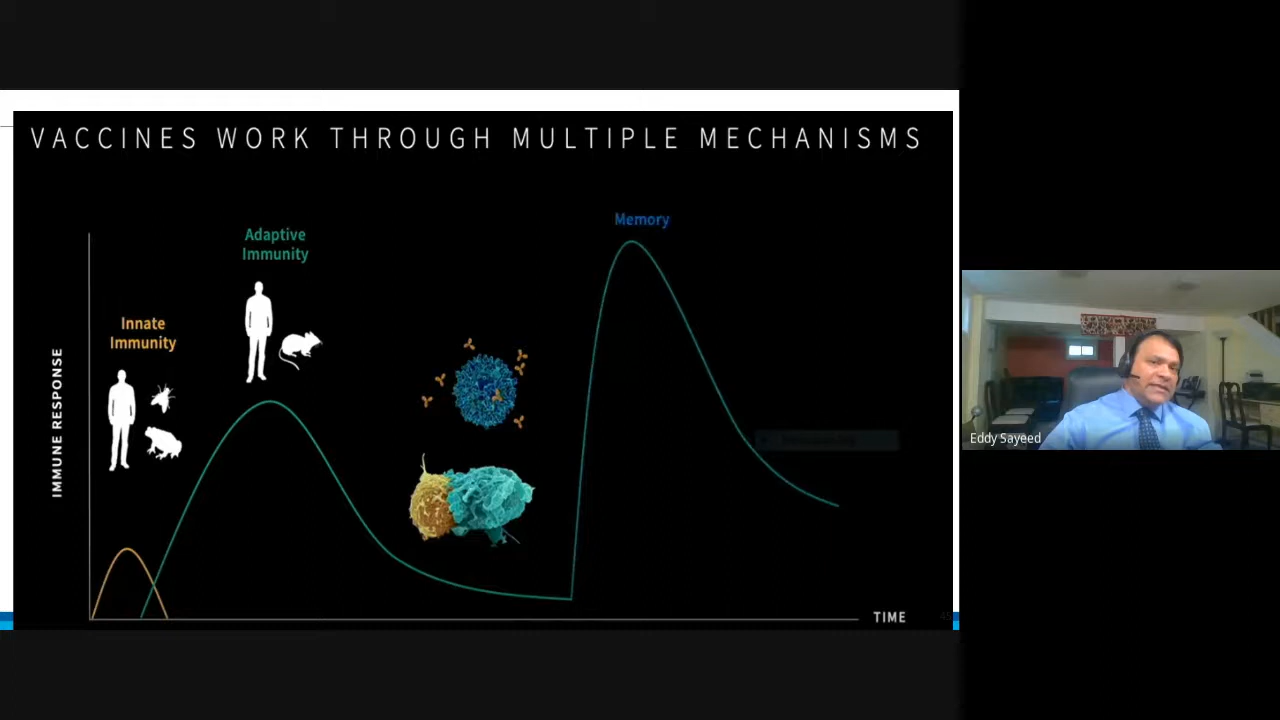 VACCINES WORK THROUGH MULTIPLE MECHANISMS
Memory
Adaptive
Immunity
Innate
Immunity
IMMUNE RESPONSE
TIME
Eddy Sayeed